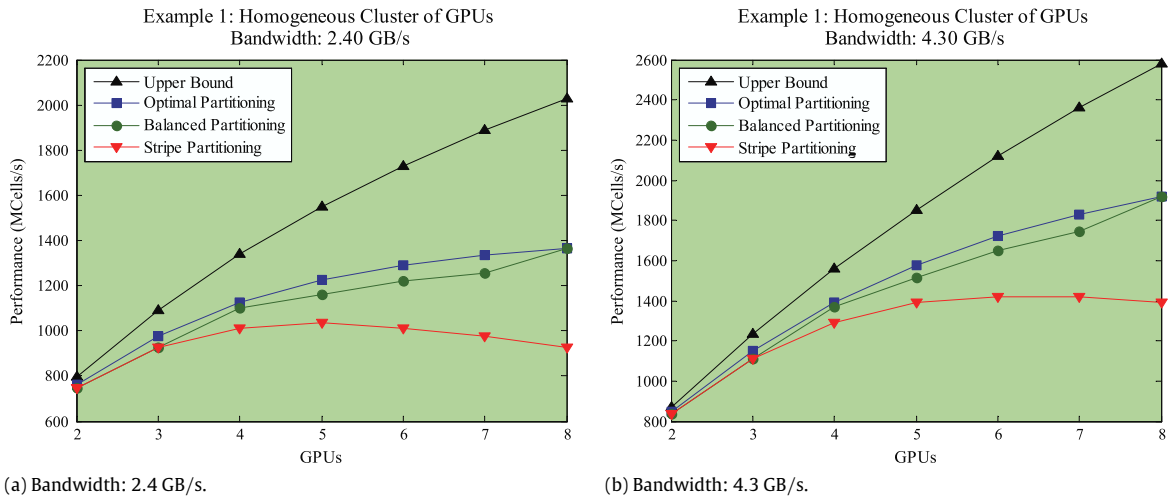 Example 1: Homogeneous Cluster of GPUs
Bandwidth: 2.40 GB/s
2200
2000
1800
1600
1400
1200
1000
800
600
Performance (MCells/s)
Upper Bound
Optimal Partitioning
Balanced Partitioning
Stripe Partitioning
2 3 4 5 6 7 8
GPUs
(a) Bandwidth: 2.4 GB/s.
Example 1: Homogeneous Cluster of GPUs
Bandwidth: 4.30 GB/s
2600
2400
2200
2000
1800
1600
1400
1200
1000
800
Performance (MCells/s)
Upper Bound
Optimal Partitioning
Balanced Partitioning
Stripe Partitioning
2 3 4 5 6 7 8
GPUs
(b) Bandwidth: 4.3 GB/s.